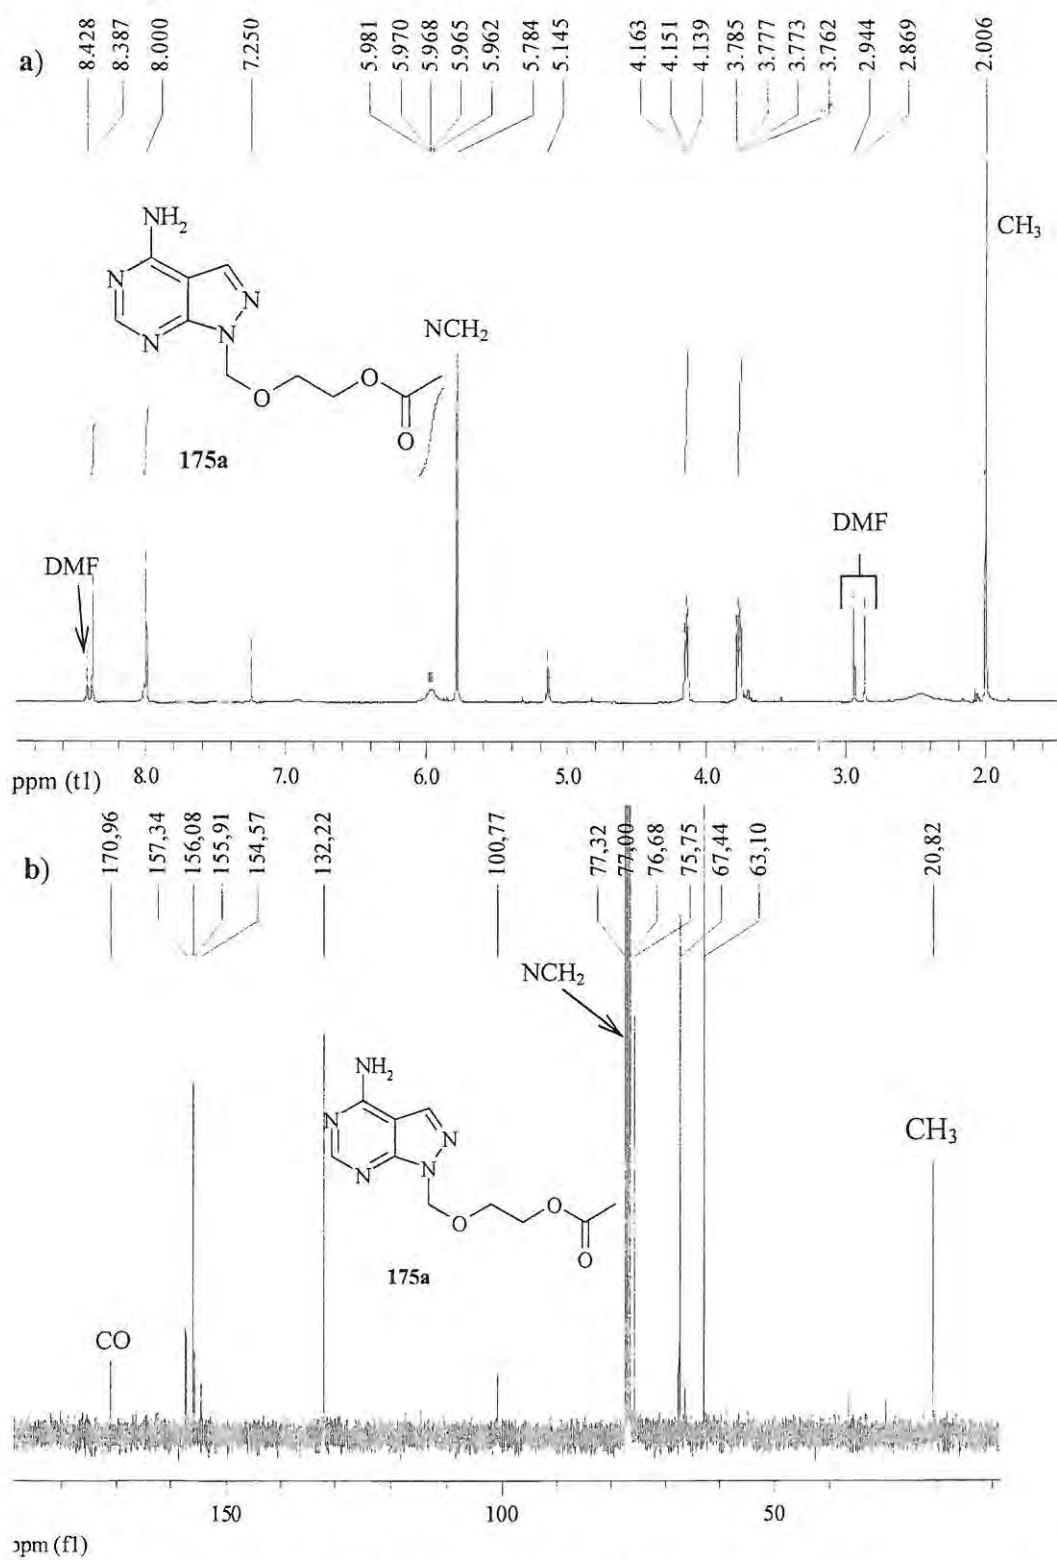 a)
8.428 8.387 8.000 7.250 5.981 5.970 5.968 5.965 5.962 5.784 5.145 4.163 4.151 4.139 3.785 3.777 3.773 3.762 2.944 2.869 2.006
CH₃
NH₂
N
N
N
N
NCH₂
O
O
O
175a
DMF
DMF
8.0 7.0 6.0 5.0 4.0 3.0 2.0
ppm (t1)
b)
170,96 157,34 156,08 155,91 154,57 132,22 100,77 77,32 77,00 76,68 75,75 67,44 63,10 20,82
NCH₂
NH₂
N
N
N
N
O
O
O
175a
CH₃
CO
150 100 50
ppm (f1)